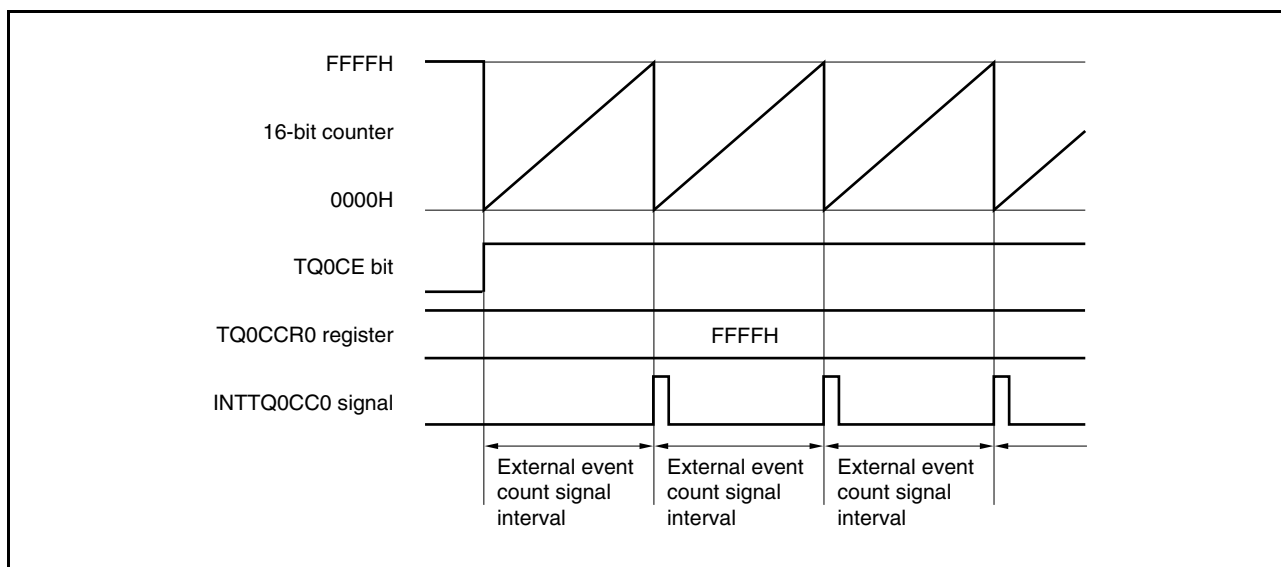 FFFFH
16-bit counter
0000H
TQ0CE bit
TQ0CCR0 register
FFFFH
INTTQ0CC0 signal
External event
count signal
interval
External event
count signal
interval
External event
count signal
interval